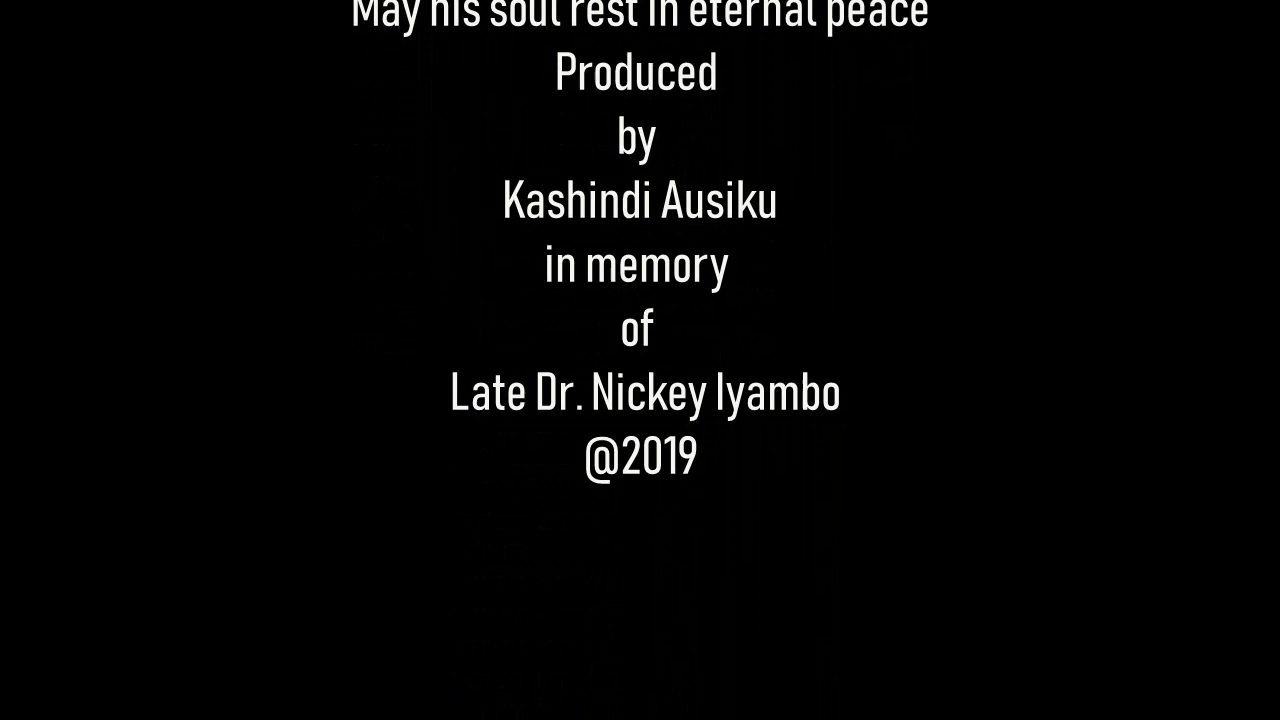 May his soul rest in eternal peace
Produced
by
Kashindi Ausiku
in memory
of
Late Dr. Nickey Iyambo
@2019